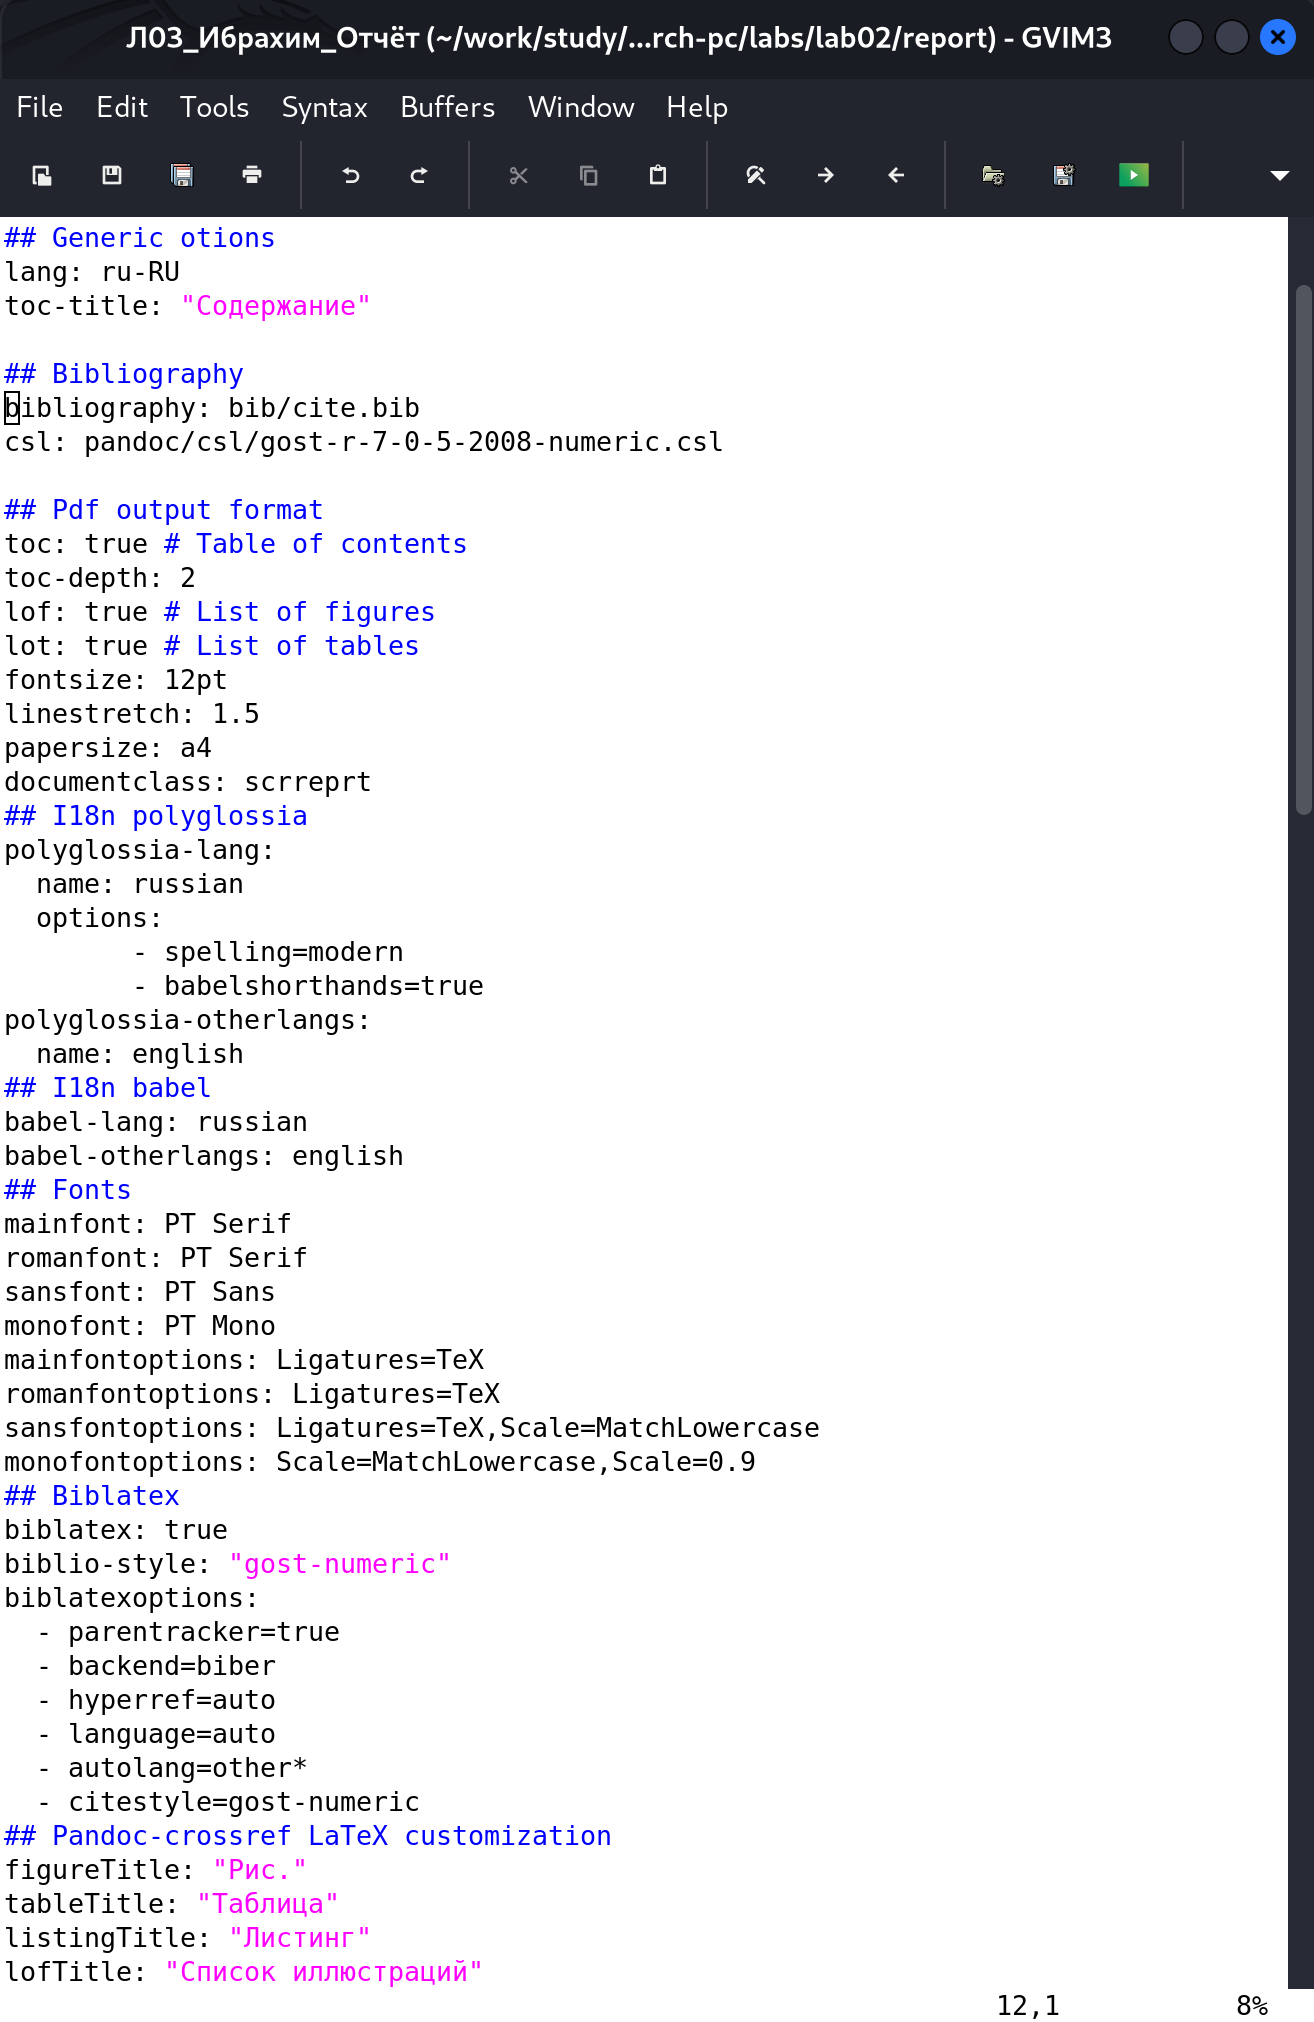 Л03_Ибрахим_Отчёт (~/work/study/...rch-pc/labs/lab02/report) - GVIM3
File Edit Tools Syntax Buffers Window Help
## Generic otions
lang: ru-RU
toc-title: "Содержание"

## Bibliography
bibliography: bib/cite.bib
csl: pandoc/csl/gost-r-7-0-5-2008-numeric.csl

## Pdf output format
toc: true # Table of contents
toc-depth: 2
lof: true # List of figures
lot: true # List of tables
fontsize: 12pt
linestretch: 1.5
papersize: a4
documentclass: scrreprt
## I18n polyglossia
polyglossia-lang:
  name: russian
  options:
        - spelling=modern
        - babelshorthands=true
polyglossia-otherlangs:
  name: english
## I18n babel
babel-lang: russian
babel-otherlangs: english
## Fonts
mainfont: PT Serif
romanfont: PT Serif
sansfont: PT Sans
monofont: PT Mono
mainfontoptions: Ligatures=TeX
romanfontoptions: Ligatures=TeX
sansfontoptions: Ligatures=TeX,Scale=MatchLowercase
monofontoptions: Scale=MatchLowercase,Scale=0.9
## Biblatex
biblatex: true
biblio-style: "gost-numeric"
biblatexoptions:
  - parentracker=true
  - backend=biber
  - hyperref=auto
  - language=auto
  - autolang=other*
  - citestyle=gost-numeric
## Pandoc-crossref LaTeX customization
figureTitle: "Рис."
tableTitle: "Таблица"
listingTitle: "Листинг"
lofTitle: "Список иллюстраций"
12,1 8%